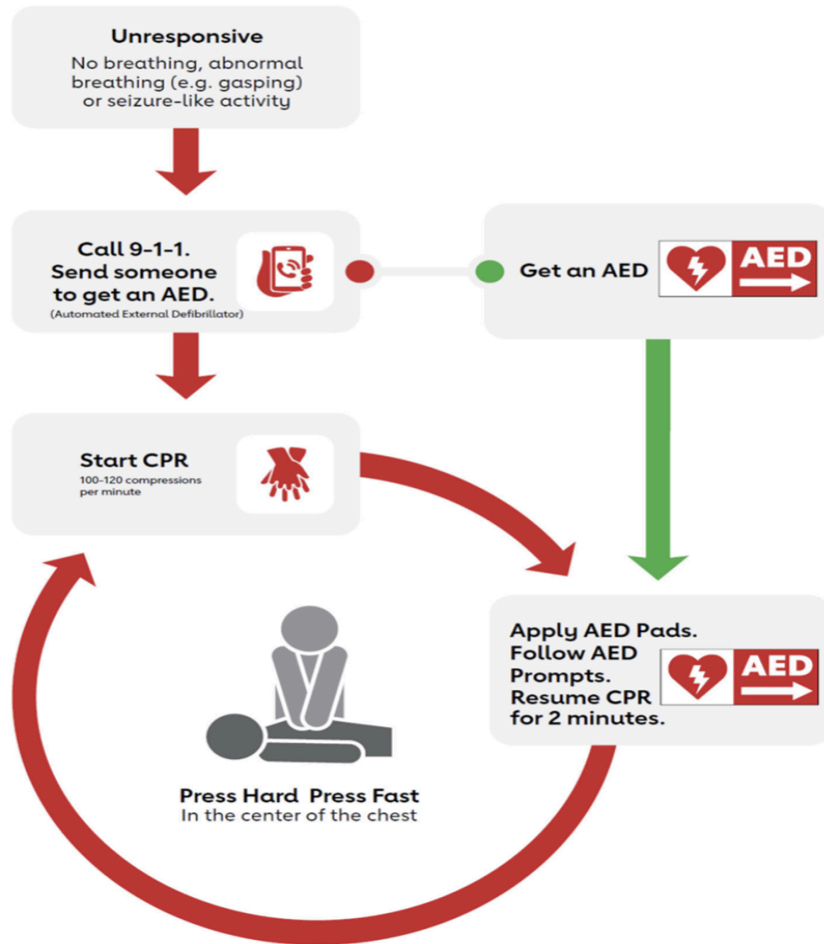 Unresponsive
No breathing, abnormal
breathing (e.g. gasping)
or seizure-like activity
Call 9-1-1.
Send someone
to get an AED.
(Automated External Defibrillator)
Get an AED
AED
Start CPR
100-120 compressions
per minute
Apply AED Pads.
Follow AED
Prompts.
Resume CPR
for 2 minutes.
AED
Press Hard Press Fast
In the center of the chest